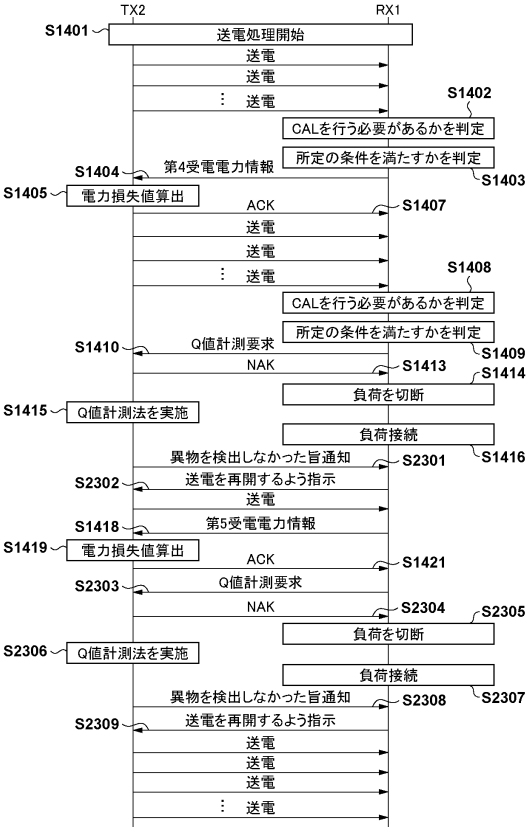 TX2
RX1
S1401
送電処理開始
送電
送電
⋮ 送電
S1402
CALを行う必要があるかを判定
所定の条件を満たすかを判定
S1403
S1404
第4受電電力情報
S1405
電力損失値算出
ACK
S1407
送電
送電
⋮ 送電
S1408
CALを行う必要があるかを判定
所定の条件を満たすかを判定
S1409
S1410
Q値計測要求
NAK
S1413
S1414
負荷を切断
S1415
Q値計測法を実施
負荷接続
S1416
異物を検出しなかった旨通知
S2301
S2302
送電を再開するよう指示
送電
S1418
第5受電電力情報
S1419
電力損失値算出
ACK
S1421
S2303
Q値計測要求
NAK
S2304
S2305
負荷を切断
S2306
Q値計測法を実施
負荷接続
S2307
異物を検出しなかった旨通知
S2308
S2309
送電を再開するよう指示
送電
送電
送電
⋮ 送電